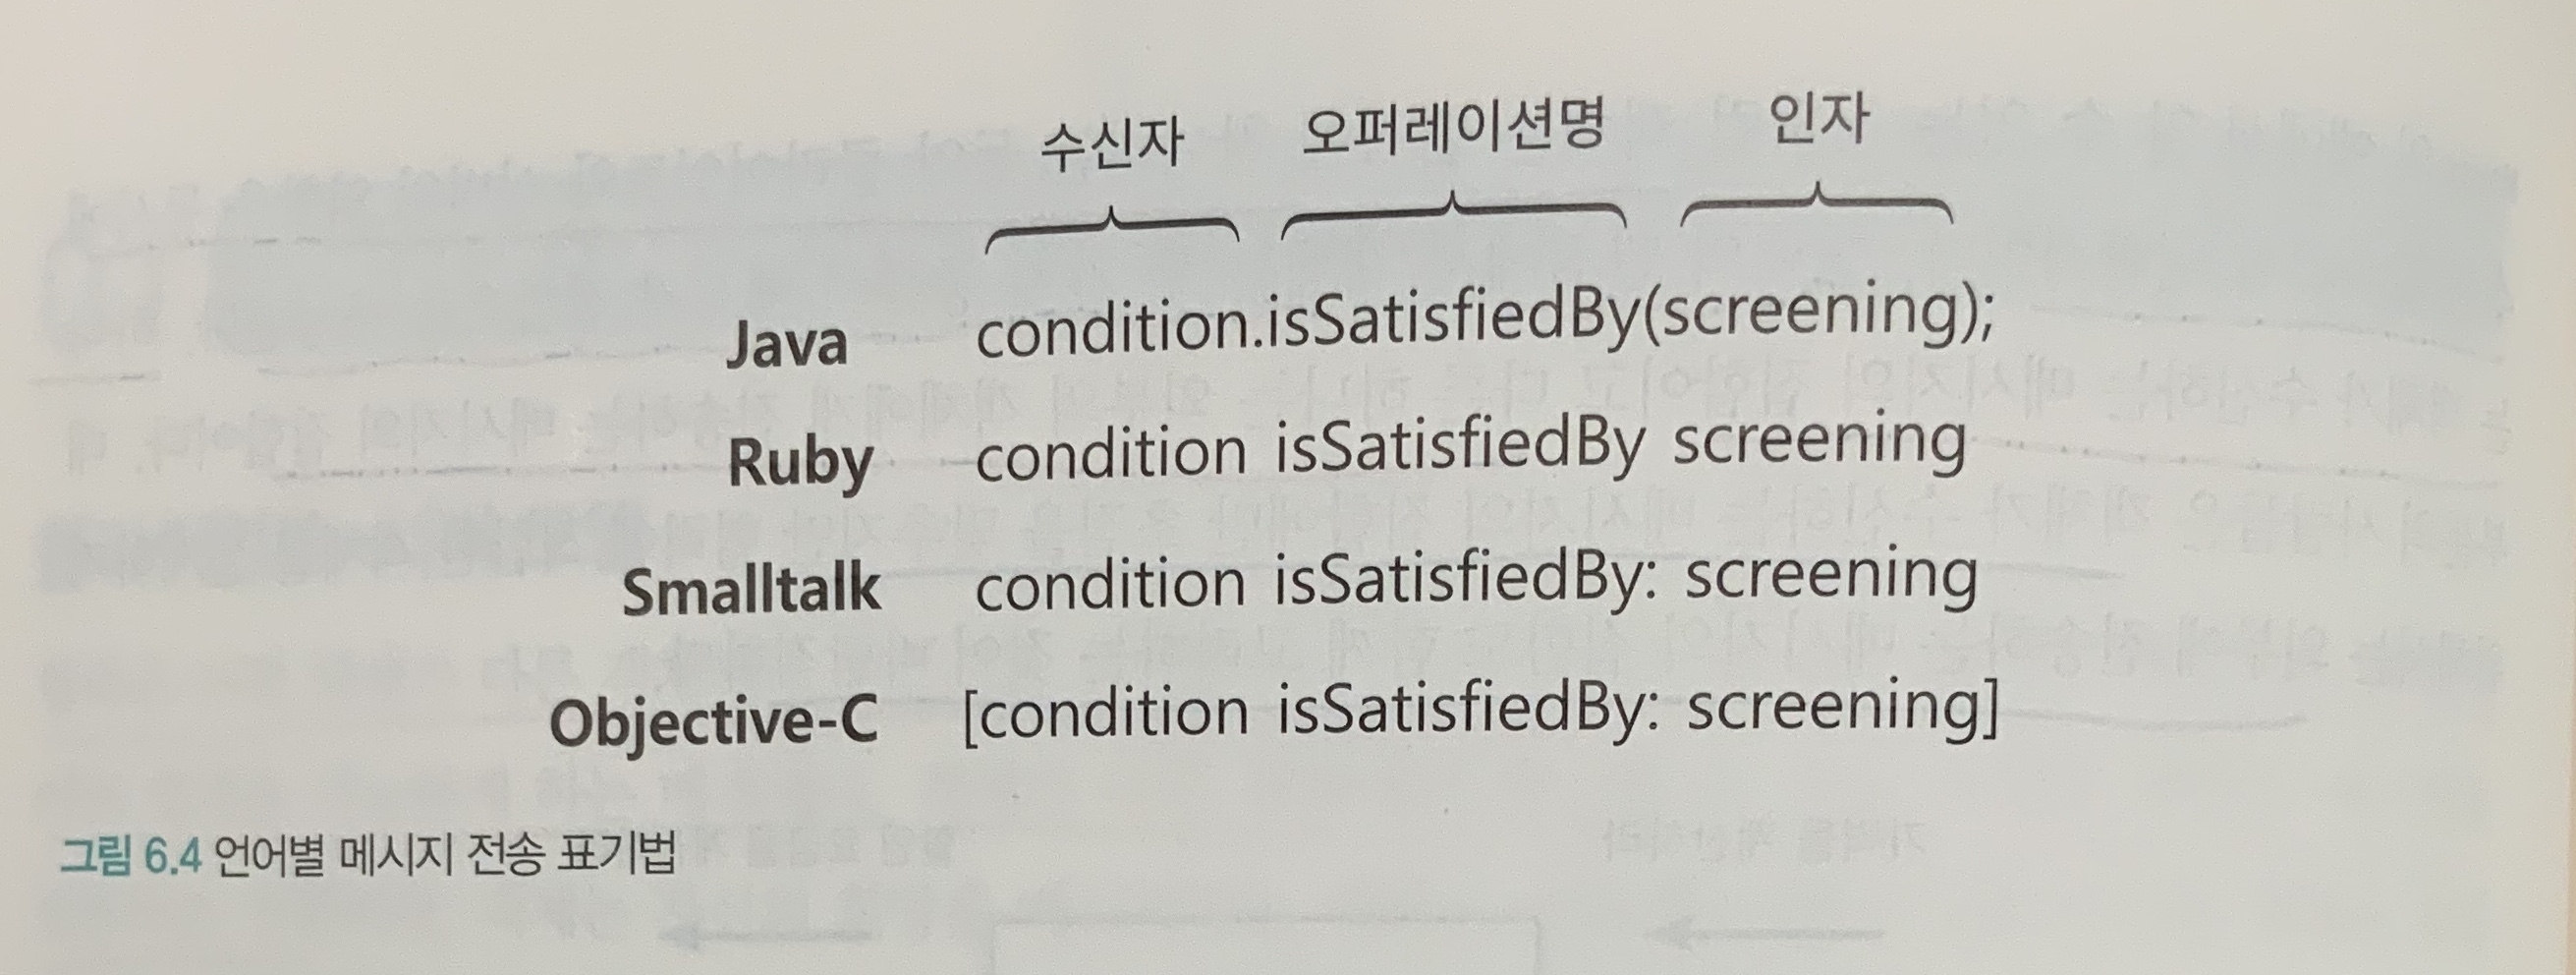 수신자 오퍼레이션명 인자
Java condition.isSatisfiedBy(screening);
Ruby condition isSatisfiedBy screening
Smalltalk condition isSatisfiedBy: screening
Objective-C [condition isSatisfiedBy: screening]
그림 6.4 언어별 메시지 전송 표기법